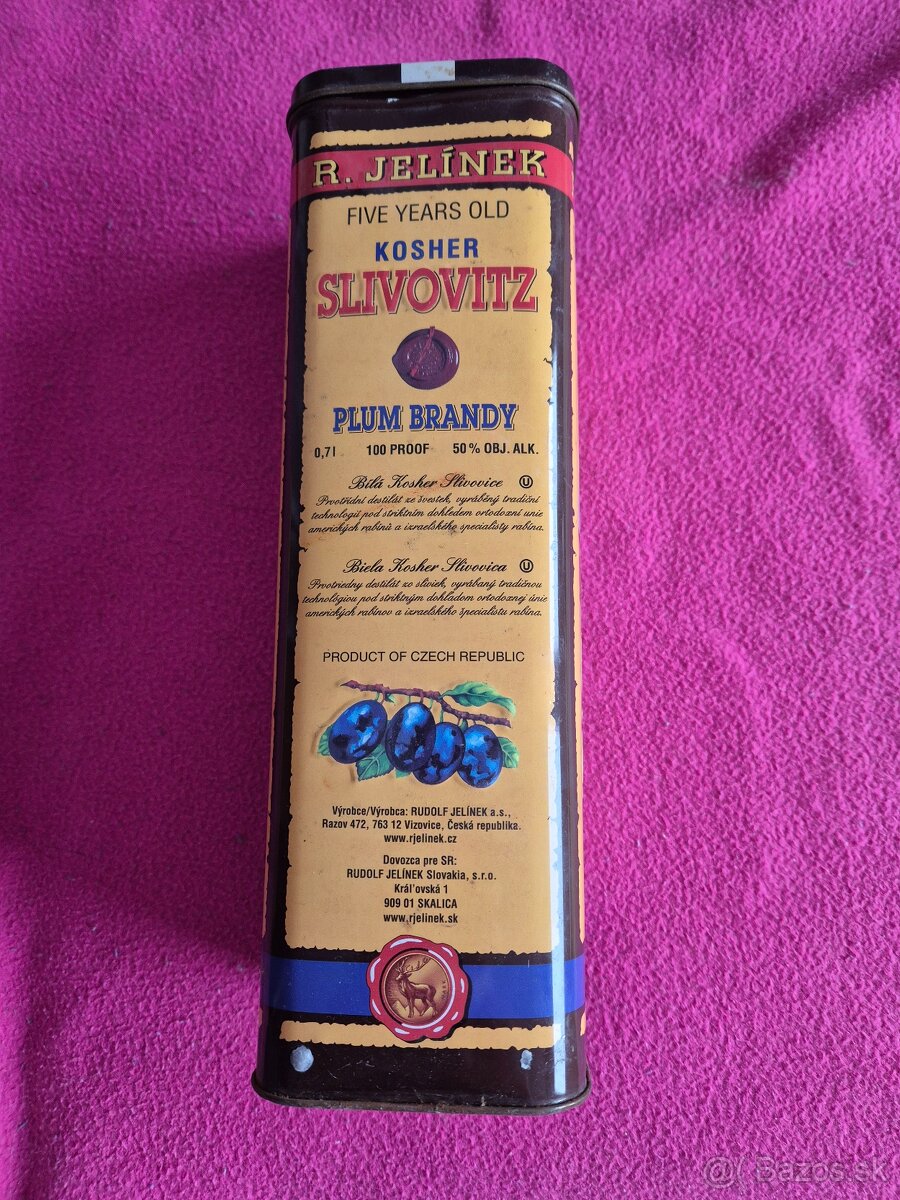 R. JELÍNEK
FIVE YEARS OLD
KOSHER
SLIVOVITZ
PLUM BRANDY
0,7 l 100 PROOF 50 % OBJ. ALK.
Bílá Kosher Slivovice U
Prvotřídní destilát ze švestek, vyráběný tradiční
technologií pod striktním dohledem ortodoxní unie
amerických rabínů a izraelského specialisty rabína.
Biela Kosher Slivovica U
Prvotriedny destilát zo sliviek, vyrábaný tradičnou
technológiou pod striktným dohľadom ortodoxnej únie
amerických rabínov a izraelského špecialistu rabína.
PRODUCT OF CZECH REPUBLIC
Výrobce/Výrobca: RUDOLF JELÍNEK a.s.,
Razov 472, 763 12 Vizovice, Česká republika.
www.rjelinek.cz
Dovozca pre SR:
RUDOLF JELÍNEK Slovakia, s.r.o.
Kráľovská 1
909 01 SKALICA
www.rjelinek.sk
@ Bazos.sk